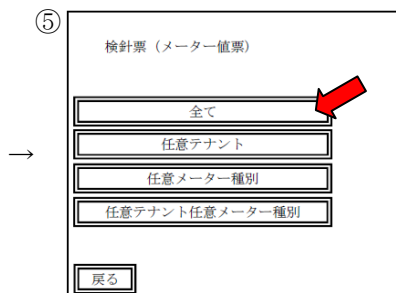 ⑤
検針票（メーター値票）
全て
→
任意テナント
任意メーター種別
任意テナント任意メーター種別
戻る